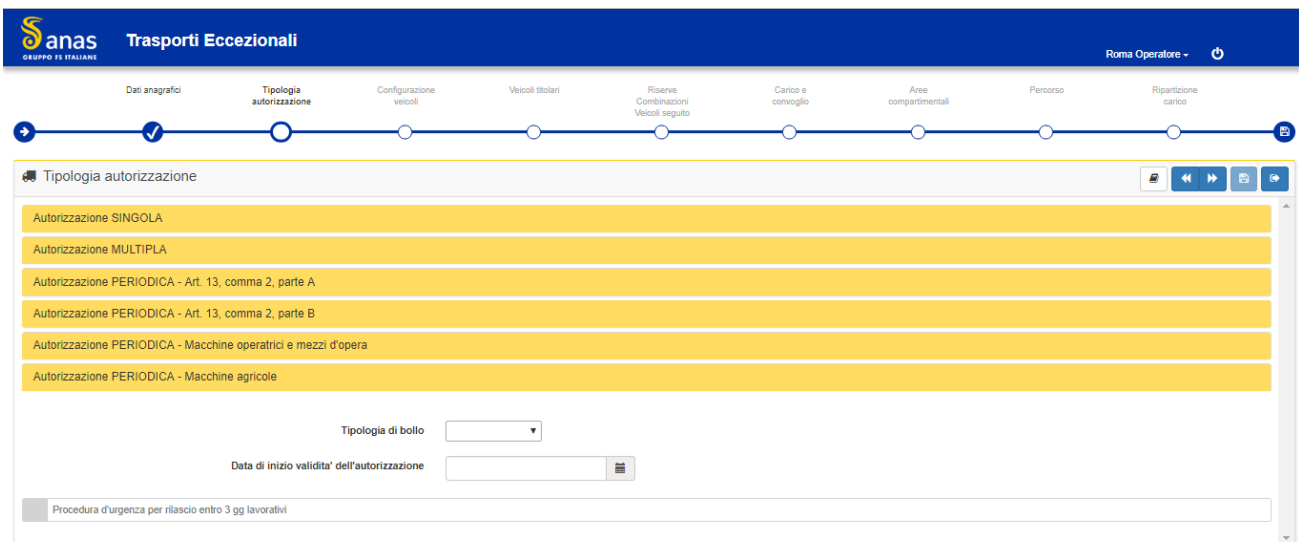 anas
GRUPPO FS ITALIANE
Trasporti Eccezionali
Roma Operatore
Dati anagrafici
Tipologia
autorizzazione
Configurazione
veicoli
Veicoli titolari
Riserve
Combinazioni
Veicoli seguito
Carico e
convoglio
Aree
compartimentali
Percorso
Ripartizione
carico
Tipologia autorizzazione
Autorizzazione SINGOLA
Autorizzazione MULTIPLA
Autorizzazione PERIODICA - Art. 13, comma 2, parte A
Autorizzazione PERIODICA - Art. 13, comma 2, parte B
Autorizzazione PERIODICA - Macchine operatrici e mezzi d'opera
Autorizzazione PERIODICA - Macchine agricole
Tipologia di bollo
Data di inizio validita' dell'autorizzazione
Procedura d'urgenza per rilascio entro 3 gg lavorativi